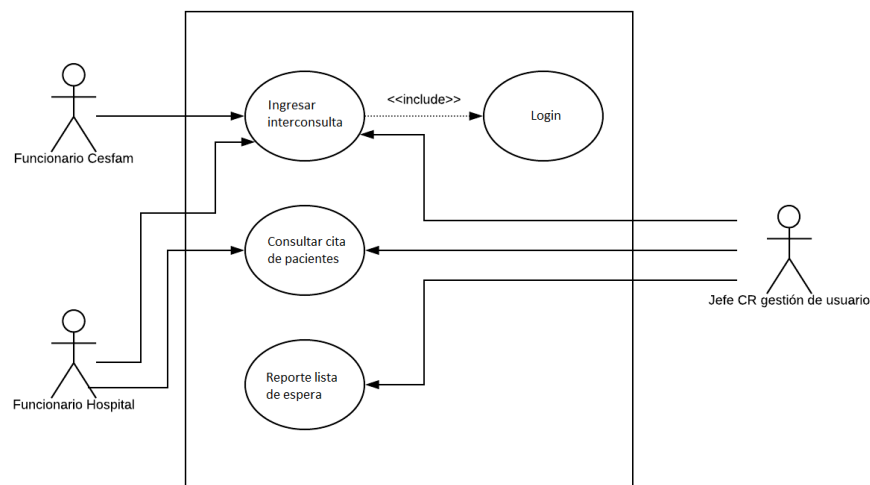 Funcionario Cesfam
Ingresar
interconsulta
<<include>>
Login
Consultar cita
de pacientes
Jefe CR gestión de usuario
Funcionario Hospital
Reporte lista
de espera